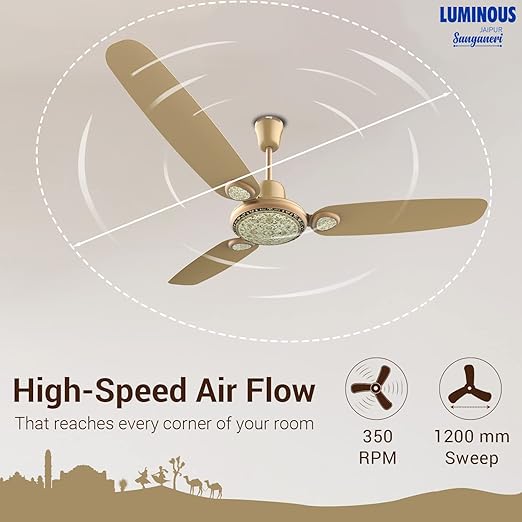 LUMINOUS
JAIPUR
Sanganeri
High-Speed Air Flow
That reaches every corner of your room
350
RPM
1200 mm
Sweep